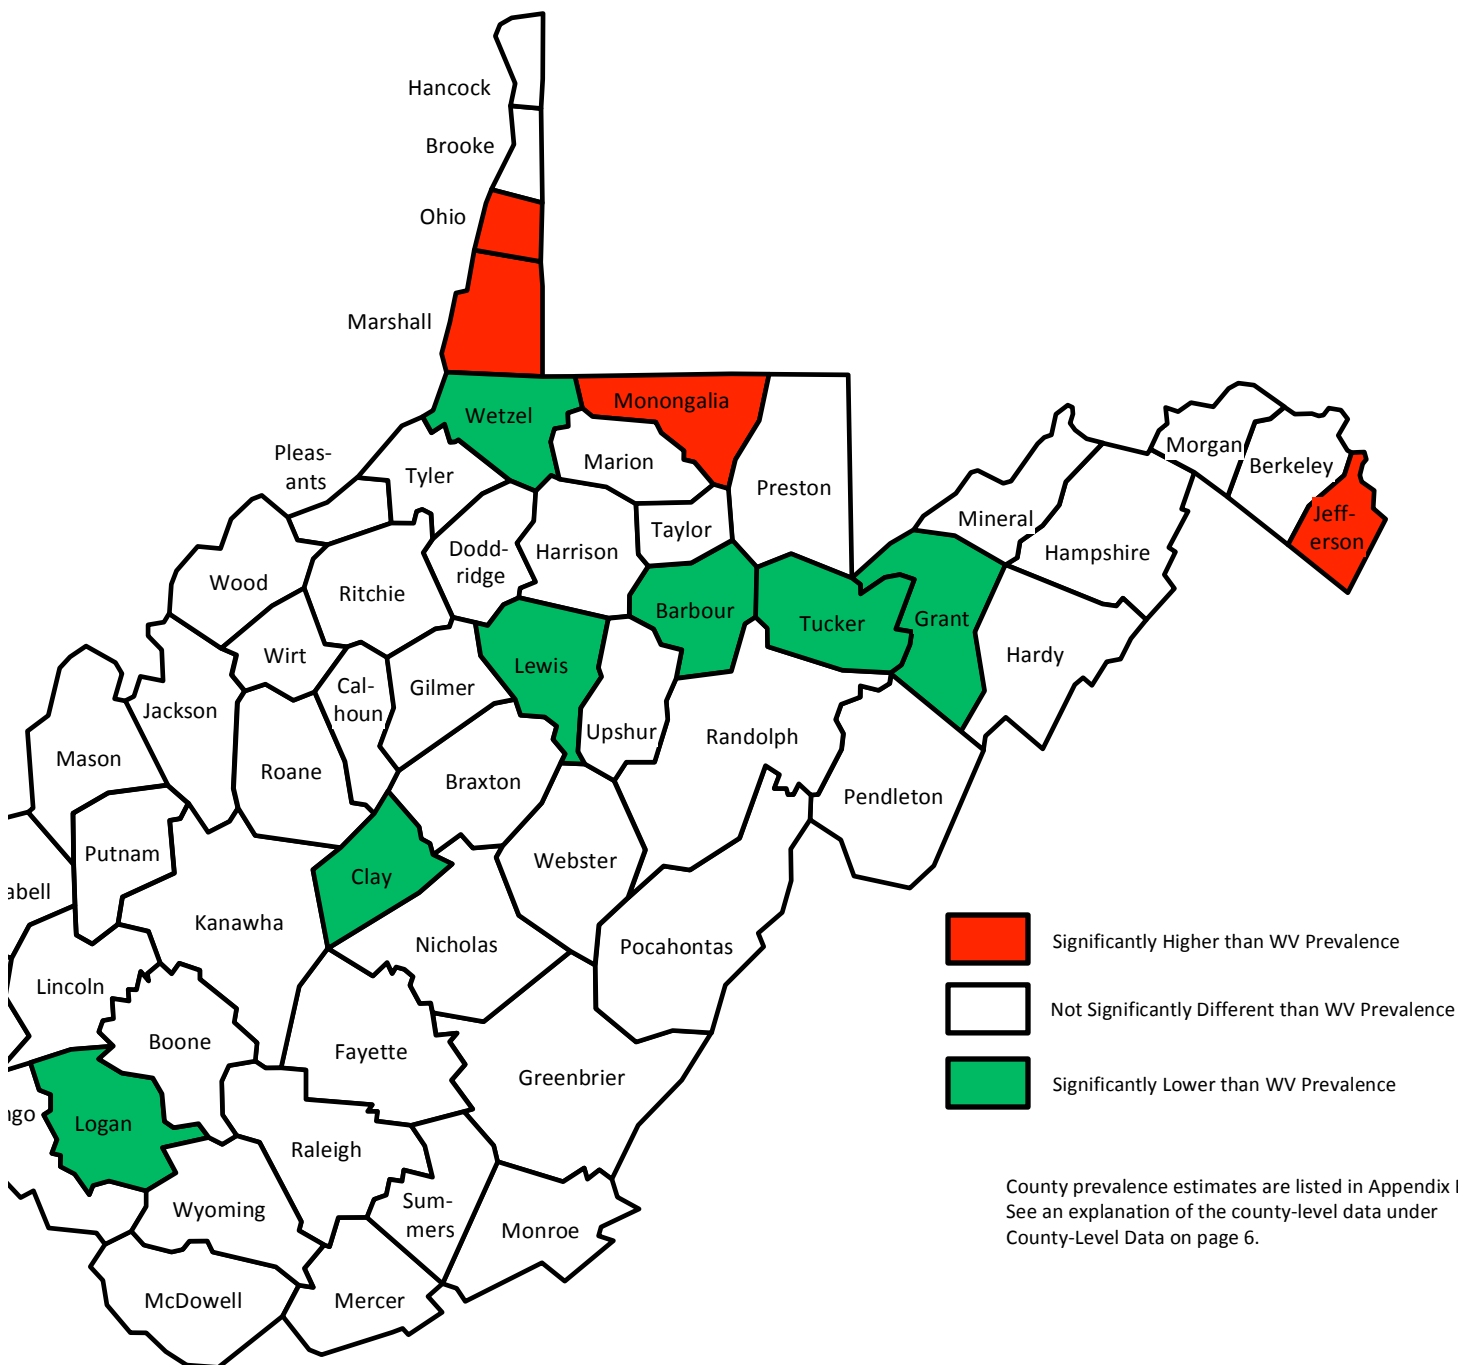 Hancock
Brooke
Ohio
Marshall
Wetzel
Monongalia
Marion
Pleas-
ants
Tyler
Preston
Morgan
Berkeley
Jeff-
erson
Mineral
Hampshire
Taylor
Dodd-
ridge
Harrison
Wood
Ritchie
Barbour
Tucker
Grant
Hardy
Wirt
Lewis
Cal-
houn
Gilmer
Jackson
Upshur
Randolph
Mason
Roane
Braxton
Pendleton
Putnam
Clay
Webster
abell
Kanawha
Nicholas
Pocahontas
Lincoln
Boone
Fayette
Greenbrier
ngo
Logan
Raleigh
Wyoming
Sum-
mers
Monroe
McDowell
Mercer
Significantly Higher than WV Prevalence
Not Significantly Different than WV Prevalence
Significantly Lower than WV Prevalence
County prevalence estimates are listed in Appendix
See an explanation of the county-level data under
County-Level Data on page 6.